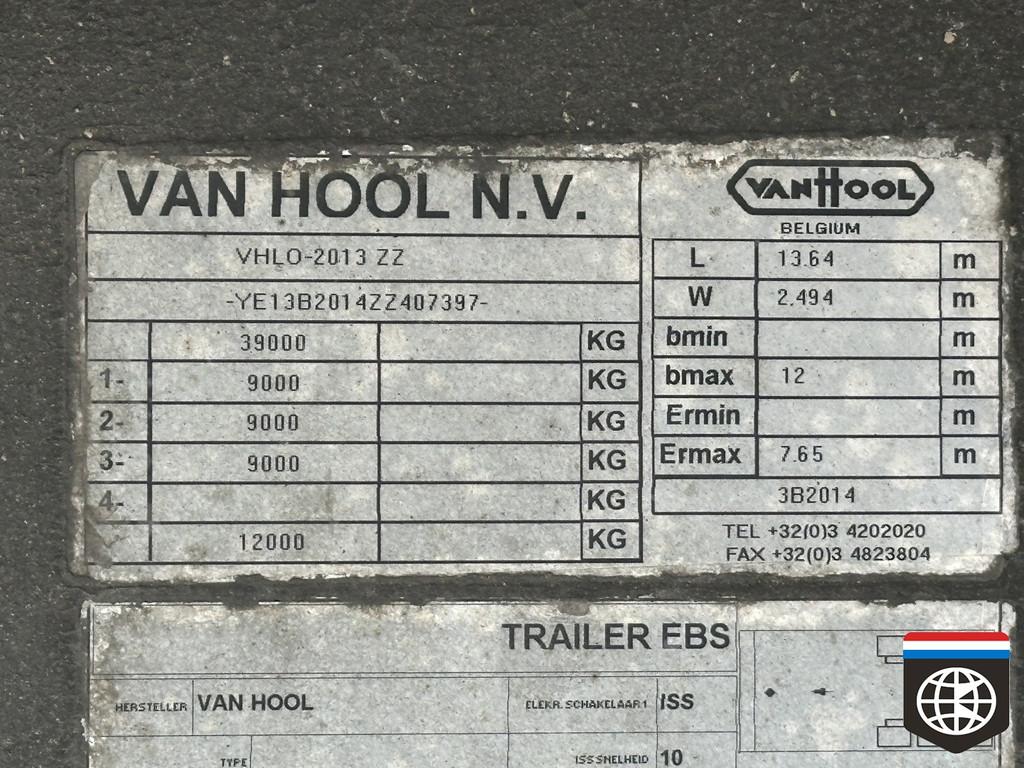 VAN HOOL N.V.
VHLO-2013 ZZ
-YE13B2014ZZ407397-
39000 KG
1- 9000 KG
2- 9000 KG
3- 9000 KG
4- KG
12000 KG
VANHOOL
BELGIUM
L 13.64 m
W 2.494 m
bmin m
bmax 12 m
Ermin m
Ermax 7.65 m
3B2014
TEL +32(0)3 4202020
FAX +32(0)3 4823804
TRAILER EBS
HERSTELLER VAN HOOL ELEKR. SCHAKELAAR1 ISS
TYPE ISS SNELHEID 10